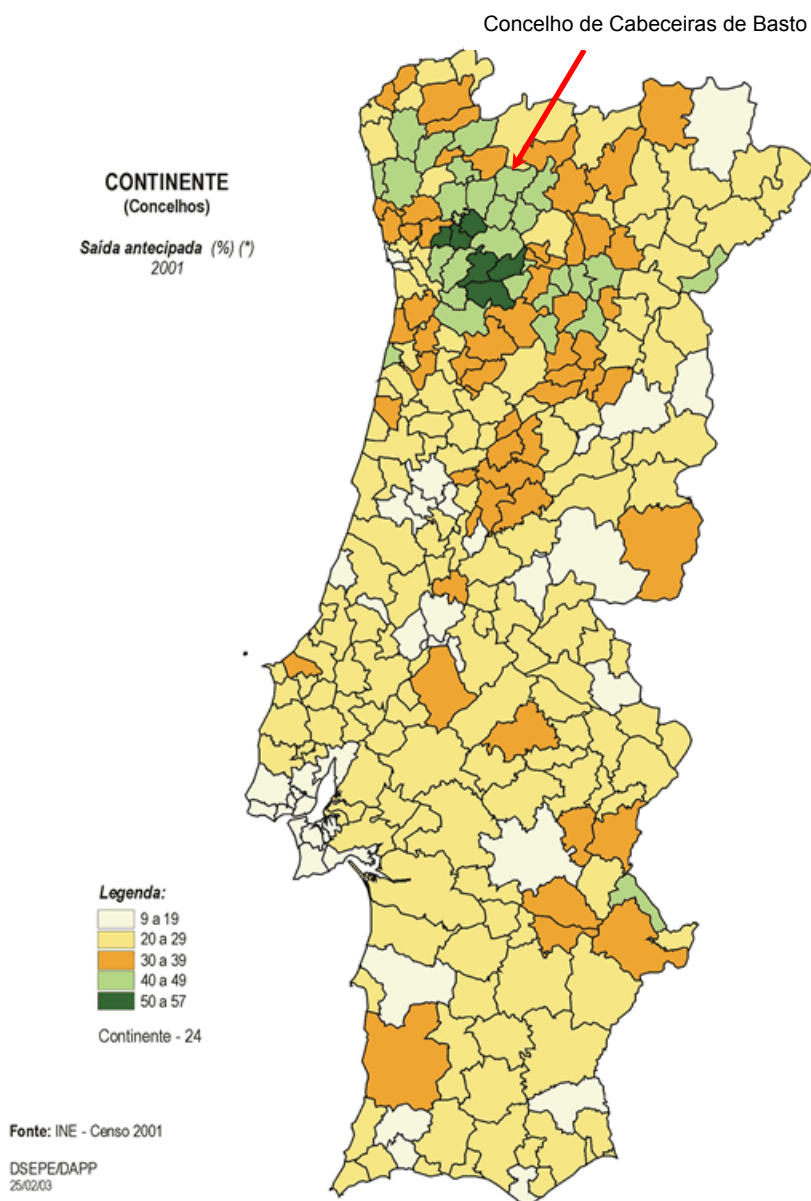 Concelho de Cabeceiras de Basto
CONTINENTE
(Concelhos)
Saída antecipada (%) (*)
2001
Legenda:
9 a 19
20 a 29
30 a 39
40 a 49
50 a 57
Continente - 24
Fonte: INE - Censo 2001
DSEPE/DAPP
25/02/03